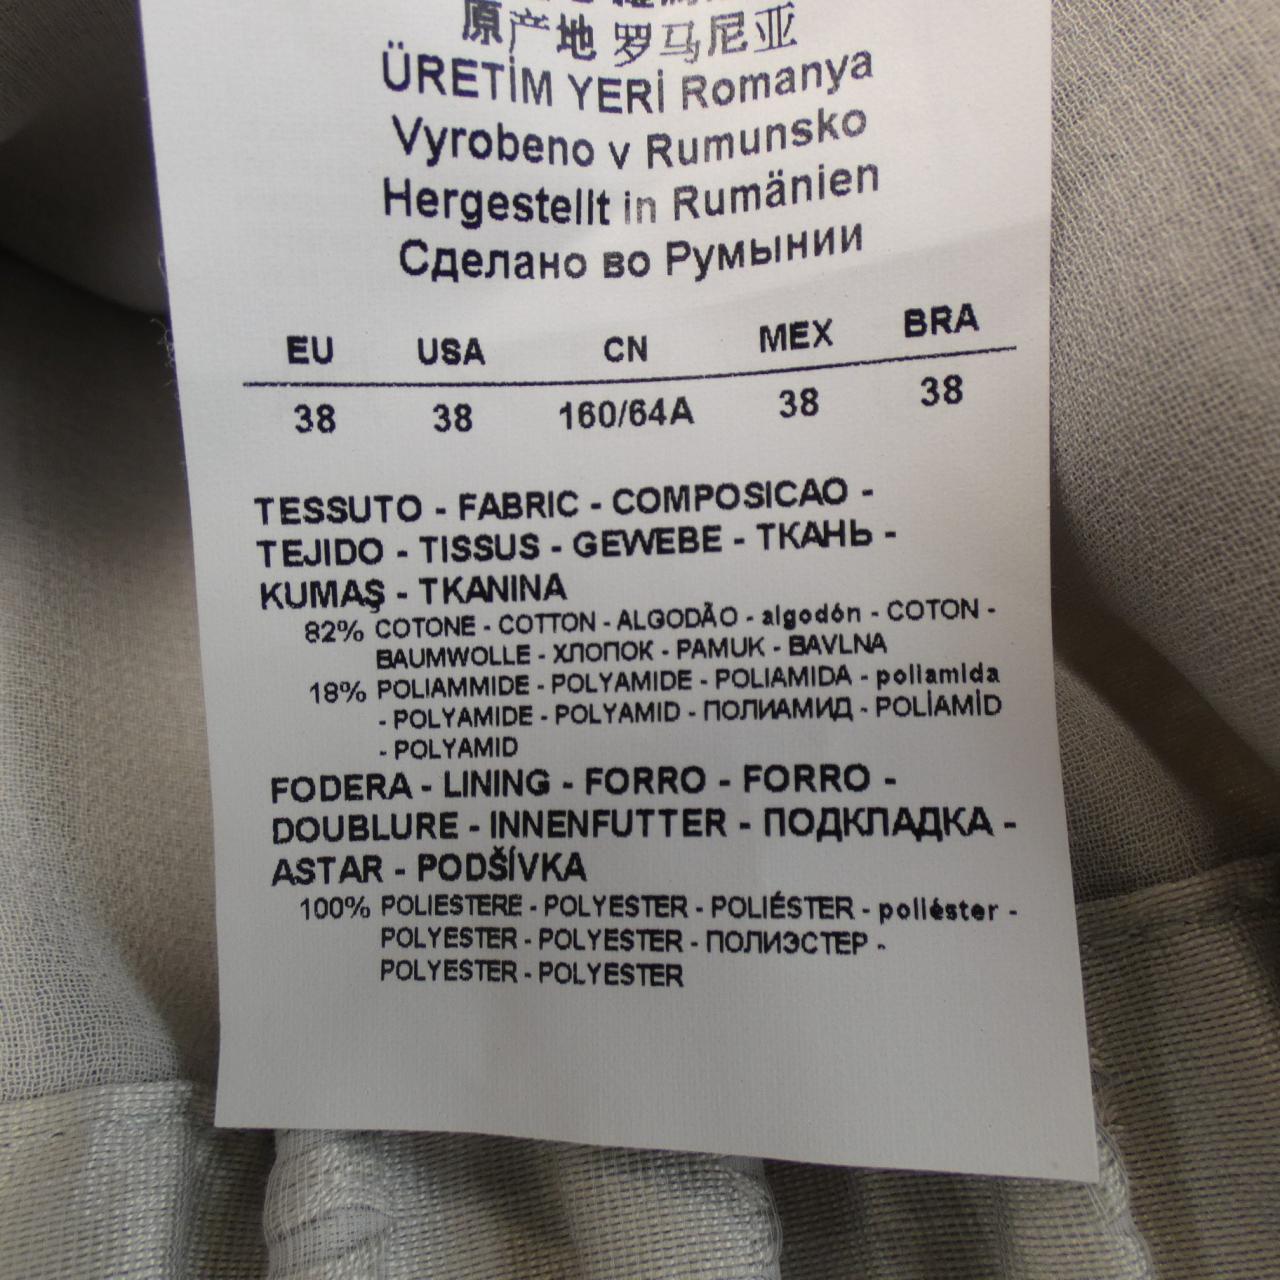 原产地 罗马尼亚
ÜRETİM YERİ Romanya
Vyrobeno v Rumunsko
Hergestellt in Rumänien
Сделано во Румынии
EU USA CN MEX BRA
38 38 160/64A 38 38
TESSUTO - FABRIC - COMPOSICAO -
TEJIDO - TISSUS - GEWEBE - ТКАНЬ -
KUMAŞ - TKANINA
82% COTONE - COTTON - ALGODÃO - algodón - COTON -
BAUMWOLLE - ХЛОПОК - PAMUK - BAVLNA
18% POLIAMMIDE - POLYAMIDE - POLIAMIDA - poliamida
- POLYAMIDE - POLYAMID - ПОЛИАМИД - POLİAMİD
- POLYAMID
FODERA - LINING - FORRO - FORRO -
DOUBLURE - INNENFUTTER - ПОДКЛАДКА -
ASTAR - PODŠÍVKA
100% POLIESTERE - POLYESTER - POLIÉSTER - poliéster -
POLYESTER - POLYESTER - ПОЛИЭСТЕР -
POLYESTER - POLYESTER